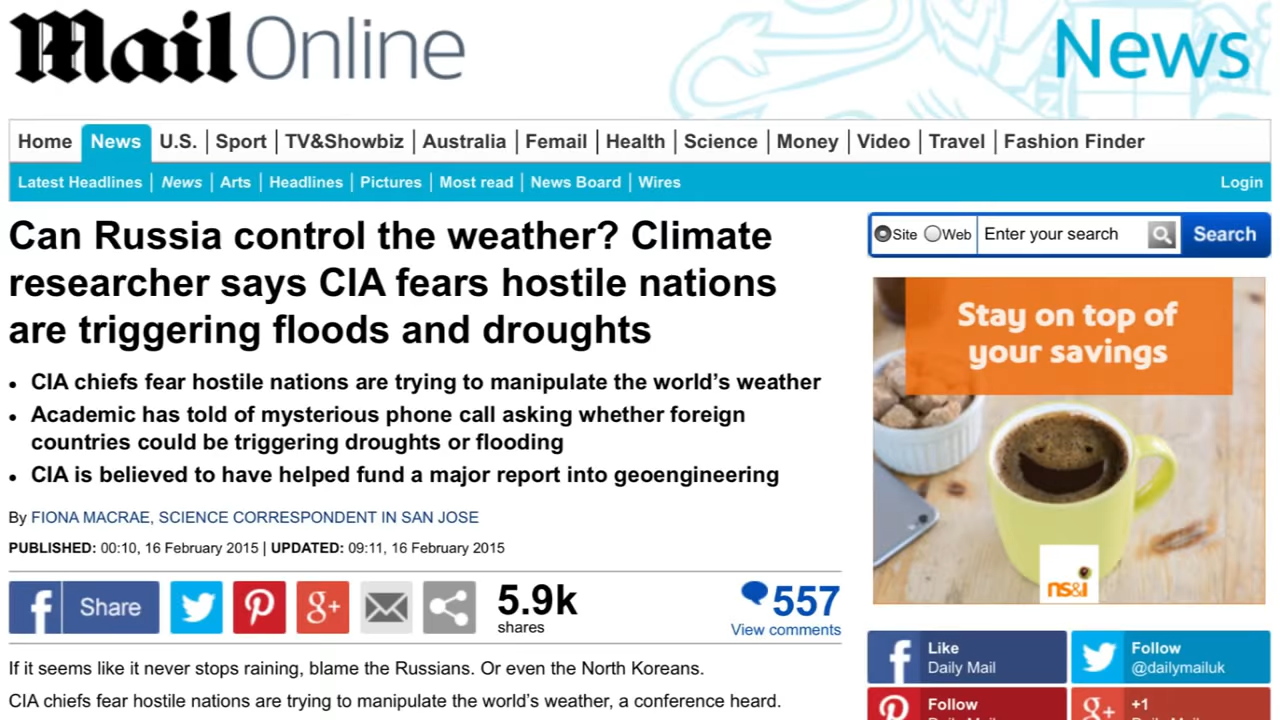 Mail Online
News
Home News U.S. Sport TV&Showbiz Australia Femail Health Science Money Video Travel Fashion Finder
Latest Headlines News Arts Headlines Pictures Most read News Board Wires Login
Can Russia control the weather? Climate
researcher says CIA fears hostile nations
are triggering floods and droughts
• CIA chiefs fear hostile nations are trying to manipulate the world's weather
• Academic has told of mysterious phone call asking whether foreign
countries could be triggering droughts or flooding
• CIA is believed to have helped fund a major report into geoengineering
By FIONA MACRAE, SCIENCE CORRESPONDENT IN SAN JOSE
PUBLISHED: 00:10, 16 February 2015 | UPDATED: 09:11, 16 February 2015
Share
5.9k
shares
557
View comments
If it seems like it never stops raining, blame the Russians. Or even the North Koreans.
CIA chiefs fear hostile nations are trying to manipulate the world's weather, a conference heard.
Site Web Enter your search Search
Stay on top of
your savings
ns&i
Like
Daily Mail
Follow
@dailymailuk
Follow
Daily Mail
+1
Daily Mail